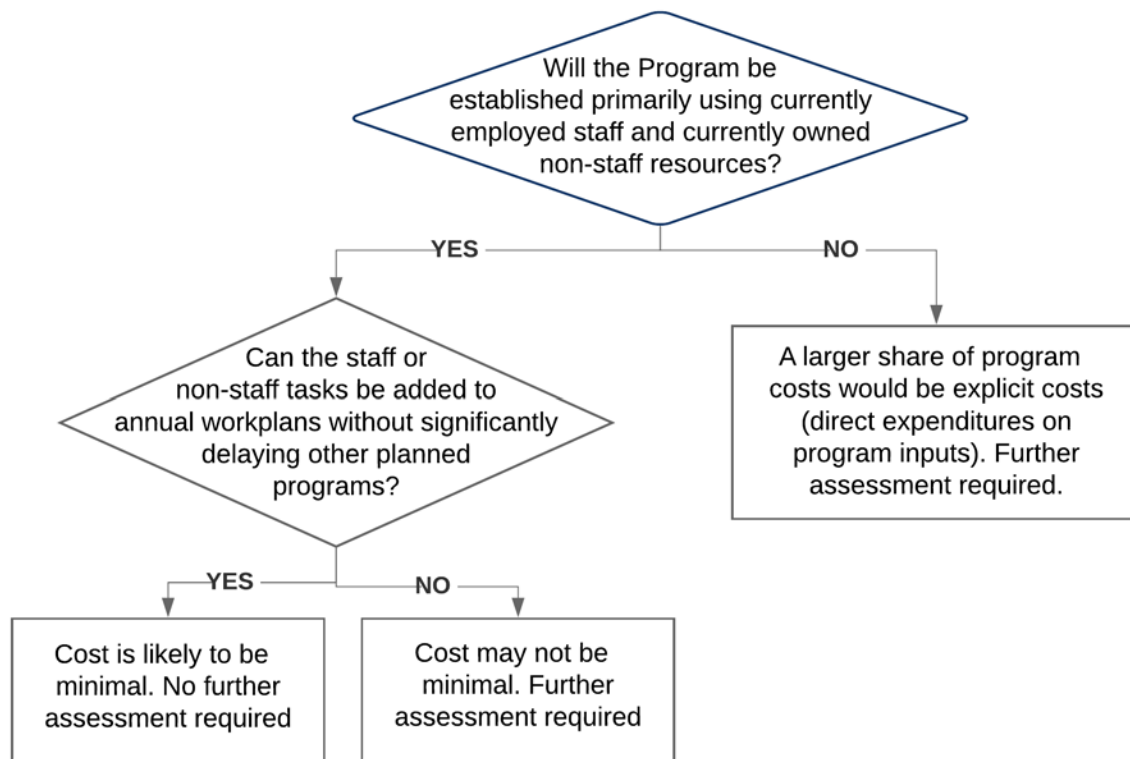 Will the Program be
established primarily using currently
employed staff and currently owned
non-staff resources?
YES
NO
Can the staff or
non-staff tasks be added to
annual workplans without significantly
delaying other planned
programs?
A larger share of program
costs would be explicit costs
(direct expenditures on
program inputs). Further
assessment required.
YES
NO
Cost is likely to be
minimal. No further
assessment required
Cost may not be
minimal. Further
assessment required